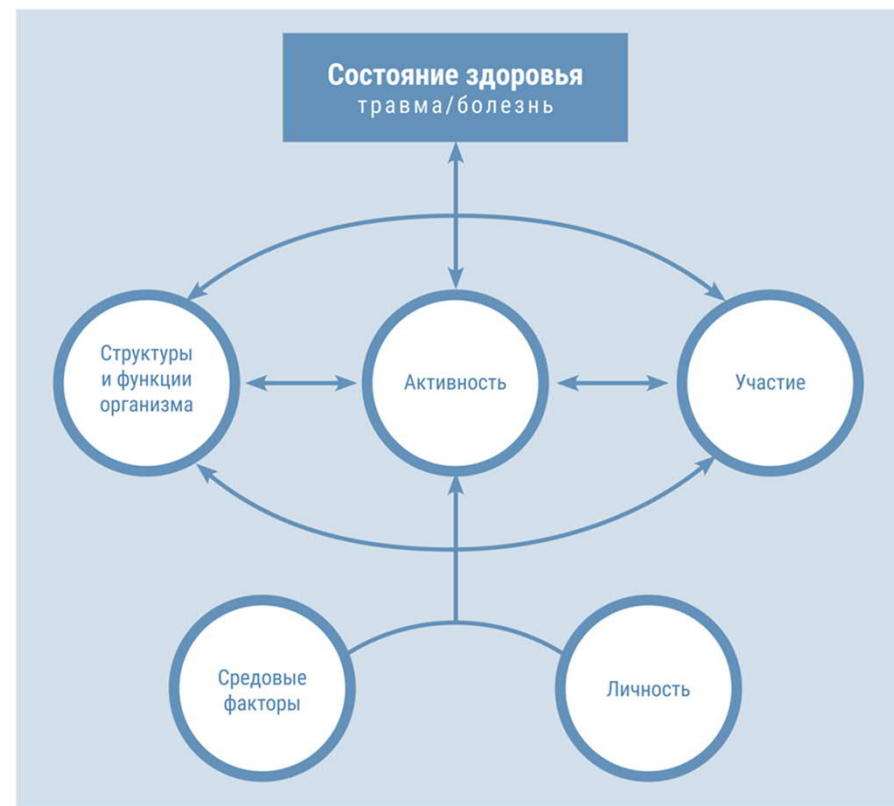 Состояние здоровья
травма/болезнь
Структуры
и функции
организма
Активность
Участие
Средовые
факторы
Личность